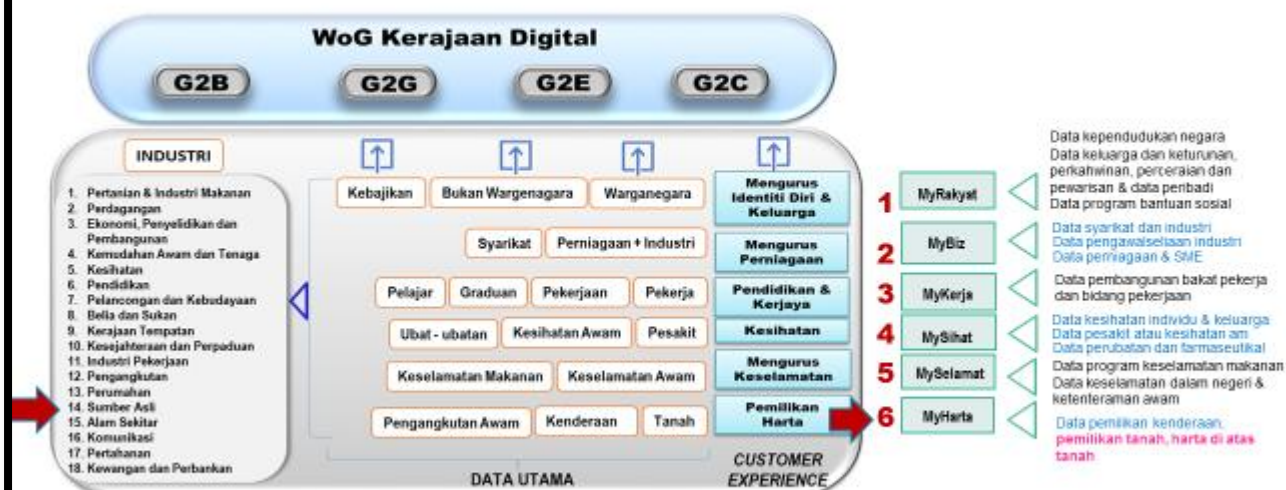 WoG Kerajaan Digital
G2B
G2G
G2E
G2C
INDUSTRI
1. Pertanian & Industri Makanan
2. Perdagangan
3. Ekonomi, Penyelidikan dan
Pembangunan
4. Kemudahan Awam dan Tenaga
5. Kesihatan
6. Pendidikan
7. Pelancongan dan Kebudayaan
8. Belia dan Sukan
9. Kerajaan Tempatan
10. Kesejahteraan dan Perpaduan
11. Industri Pekerjaan
12. Pengangkutan
13. Perumahan
14. Sumber Asli
15. Alam Sekitar
16. Komunikasi
17. Pertahanan
18. Kewangan dan Perbankan
Kebajikan
Bukan Wargenagara
Warganegara
Mengurus
Identiti Diri &
Keluarga
Syarikat
Perniagaan + Industri
Mengurus
Perniagaan
Pelajar
Graduan
Pekerjaan
Pekerja
Pendidikan &
Kerjaya
Ubat - ubatan
Kesihatan Awam
Pesakit
Kesihatan
Keselamatan Makanan
Keselamatan Awam
Mengurus
Keselamatan
Pengangkutan Awam
Kenderaan
Tanah
Pemilikan
Harta
DATA UTAMA
CUSTOMER
EXPERIENCE
1
MyRakyat
Data kependudukan negara
Data keluarga dan keturunan,
perkahwinan, perceraian dan
pewarisan & data peribadi
Data program bantuan sosial
2
MyBiz
Data syarikat dan industri
Data pengawalseliaan industri
Data perniagaan & SME
3
MyKerja
Data pembangunan bakat pekerja
dan bidang pekerjaan
4
MySihat
Data kesihatan individu & keluarga
Data pesakit atau kesihatan am
Data perubatan dan farmaseutikal
5
MySelamat
Data program keselamatan makanan
Data keselamatan dalam negeri &
ketenteraman awam
6
MyHarta
Data pemilikan kenderaan,
pemilikan tanah, harta di atas
tanah